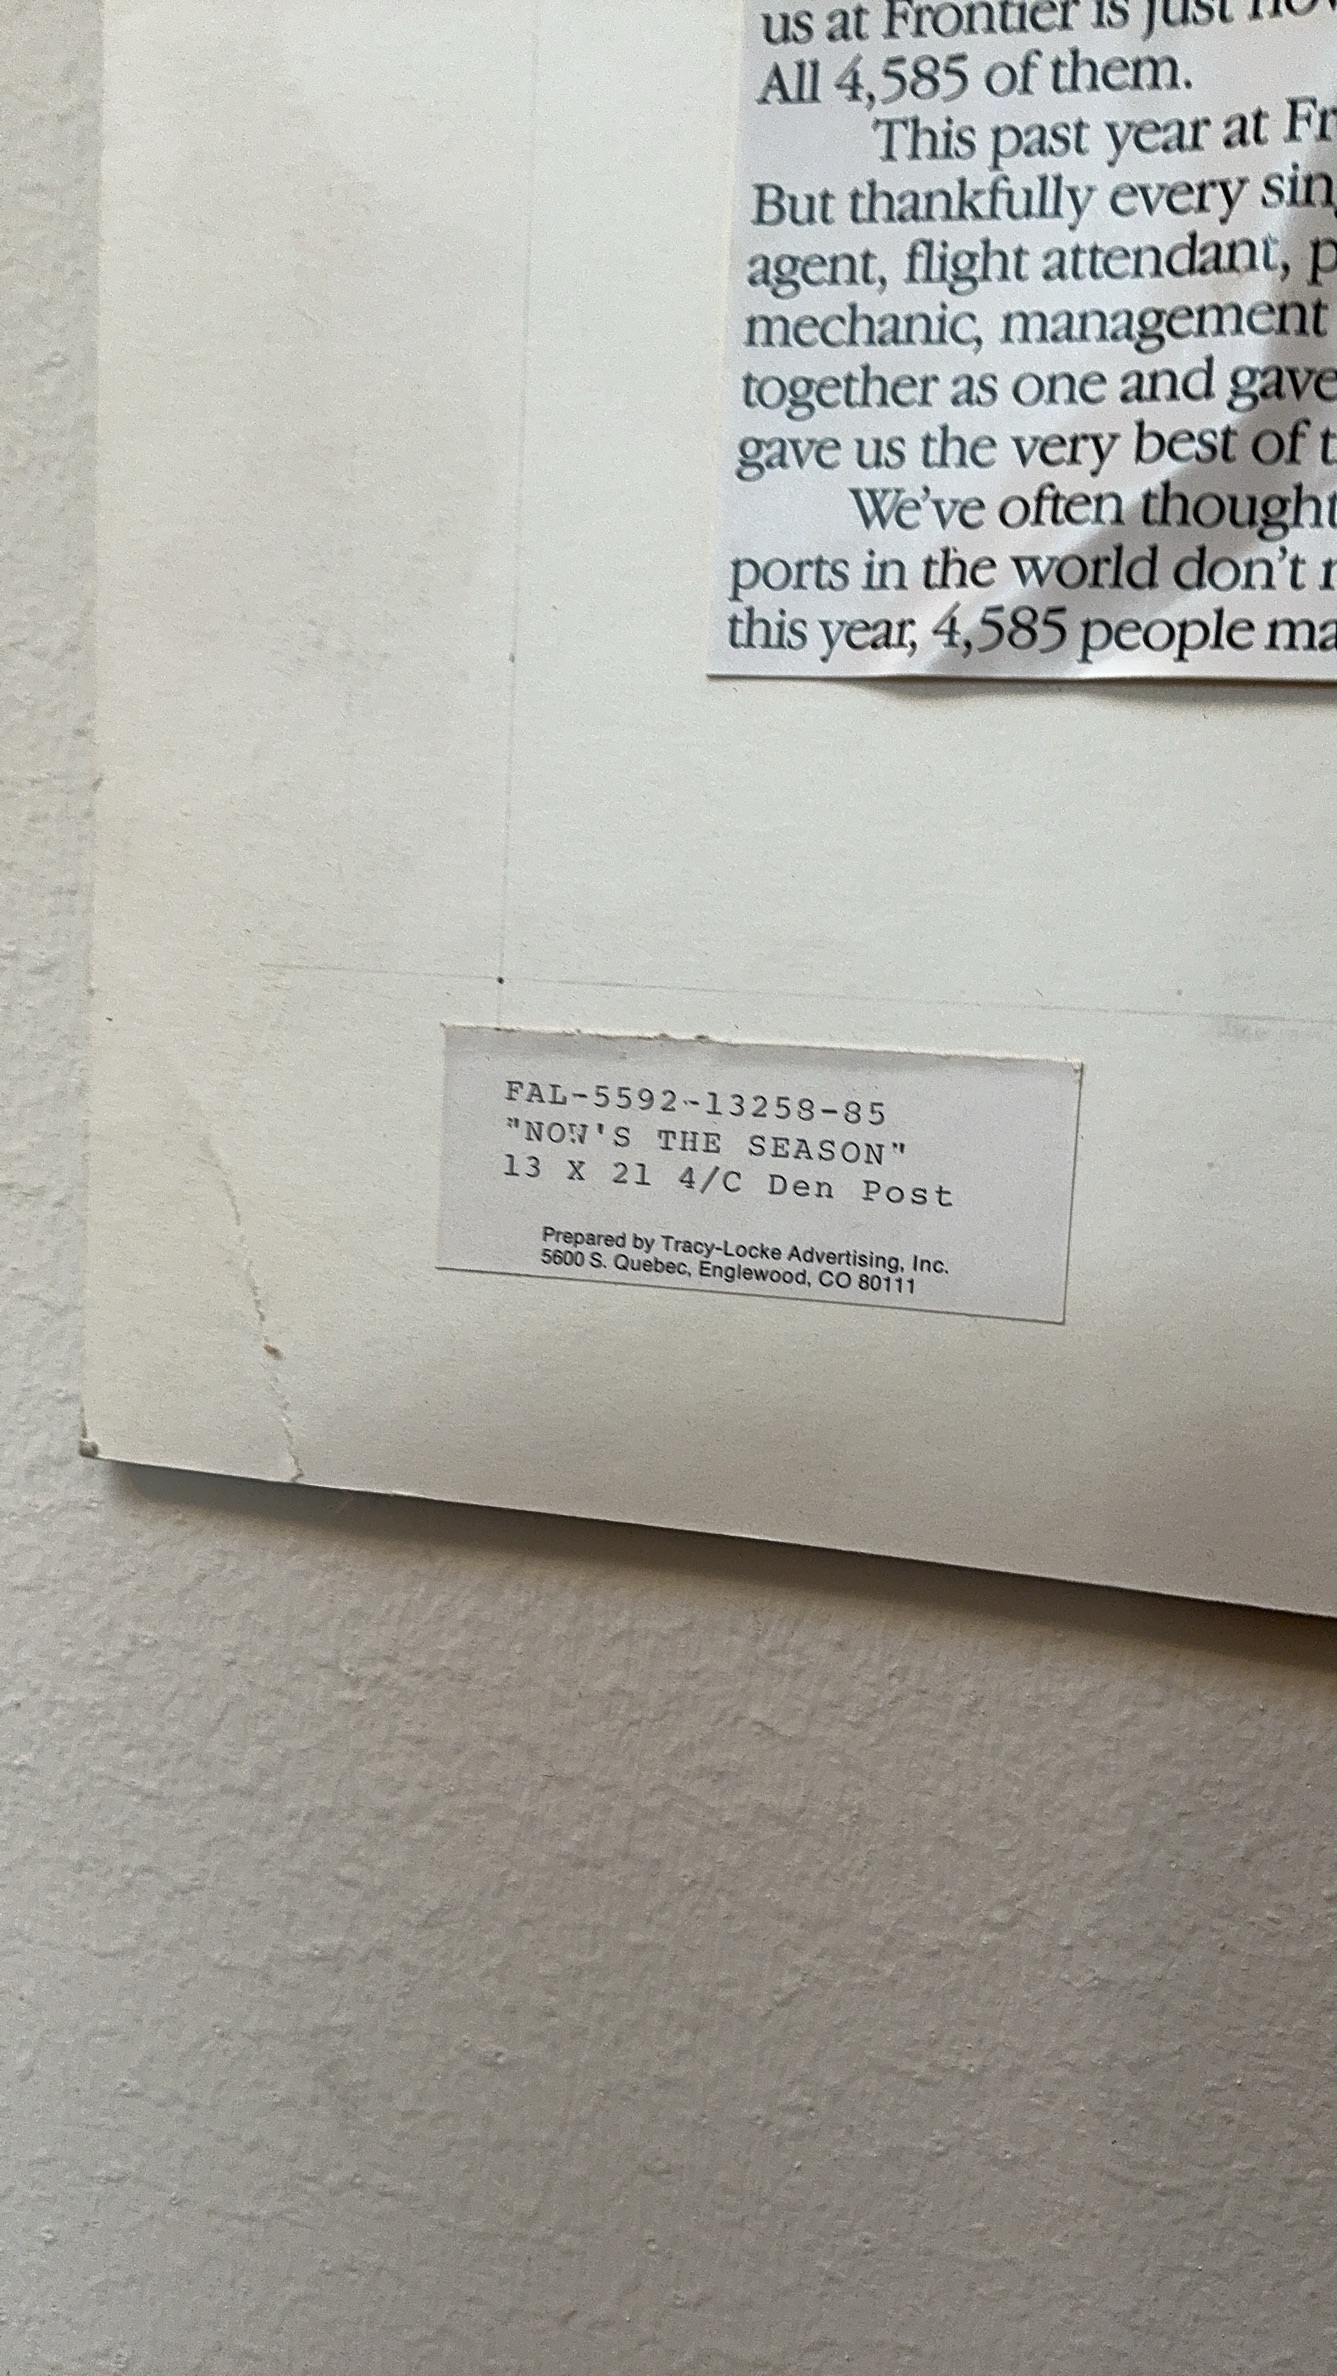 us at Frontier is just
All 4,585 of them.
This past year at
But thankfully every
agent, flight attendant,
mechanic, management
together as one and gave
gave us the very best of
We've often thought
ports in the world don't
this year, 4,585 people
FAL-5592-13258-85
"NOW'S THE SEASON"
13 X 21 4/C Den Post
Prepared by Tracy-Locke Advertising, Inc.
5600 S. Quebec, Englewood, CO 80111